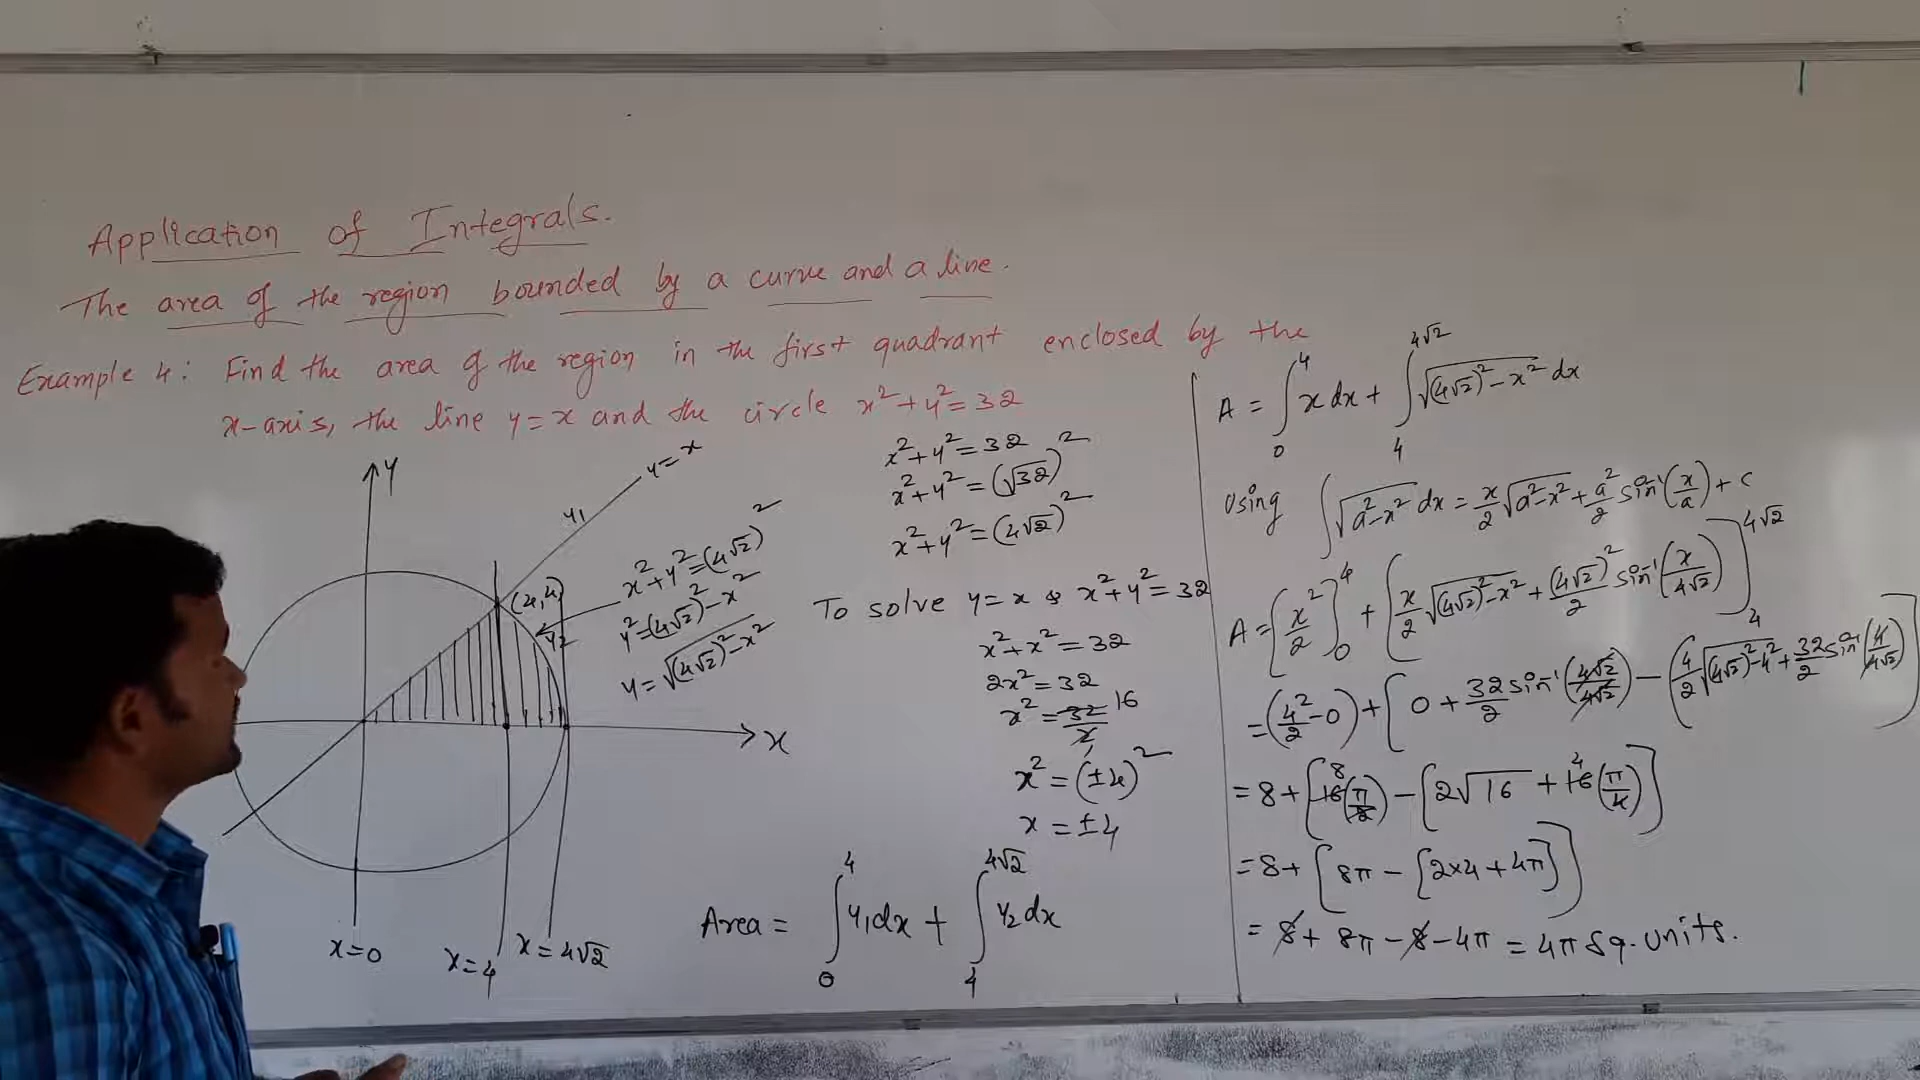 Application of Integrals.
The area of the region bounded by a curve and a line.
Example 4: Find the area of the region in the first quadrant enclosed by the
x-axis, the line y=x and the circle x²+y²=32
Y
y=x
Y₁
(4,4)
Y₂
X
x²+y²=(4√2)²
y²=(4√2)²-x²
y=√(4√2)²-x²
x=0
x=4
x=4√2
x²+y²=32
x²+y²=(√32)²
x²+y²=(4√2)²
To solve y=x & x²+y²=32
x²+x²=32
2x²=32
x²=32/2 16
x²=(±4)²
x=±4
Area = ∫₀⁴ y₁dx + ∫₄^{4√2} y₂dx
A = ∫₀⁴ x dx + ∫₄^{4√2} √(4√2)²-x² dx
Using ∫√a²-x² dx = x/2 √a²-x² + a²/2 sin⁻¹(x/a) + c
A = [x²/2]₀⁴ + [x/2 √(4√2)²-x² + (4√2)²/2 sin⁻¹(x/4√2)]₄^{4√2}
= (4²/2 - 0) + [0 + 32/2 sin⁻¹(4√2/4√2) - (4/2 √(4√2)²-4² + 32/2 sin⁻¹(4/4√2))]
= 8 + [16 8 (π/2) - [2√16 + 16 4 (π/4)]]
= 8 + [8π - [2×4 + 4π]]
= 8 + 8π - 8 - 4π = 4π Sq. units.